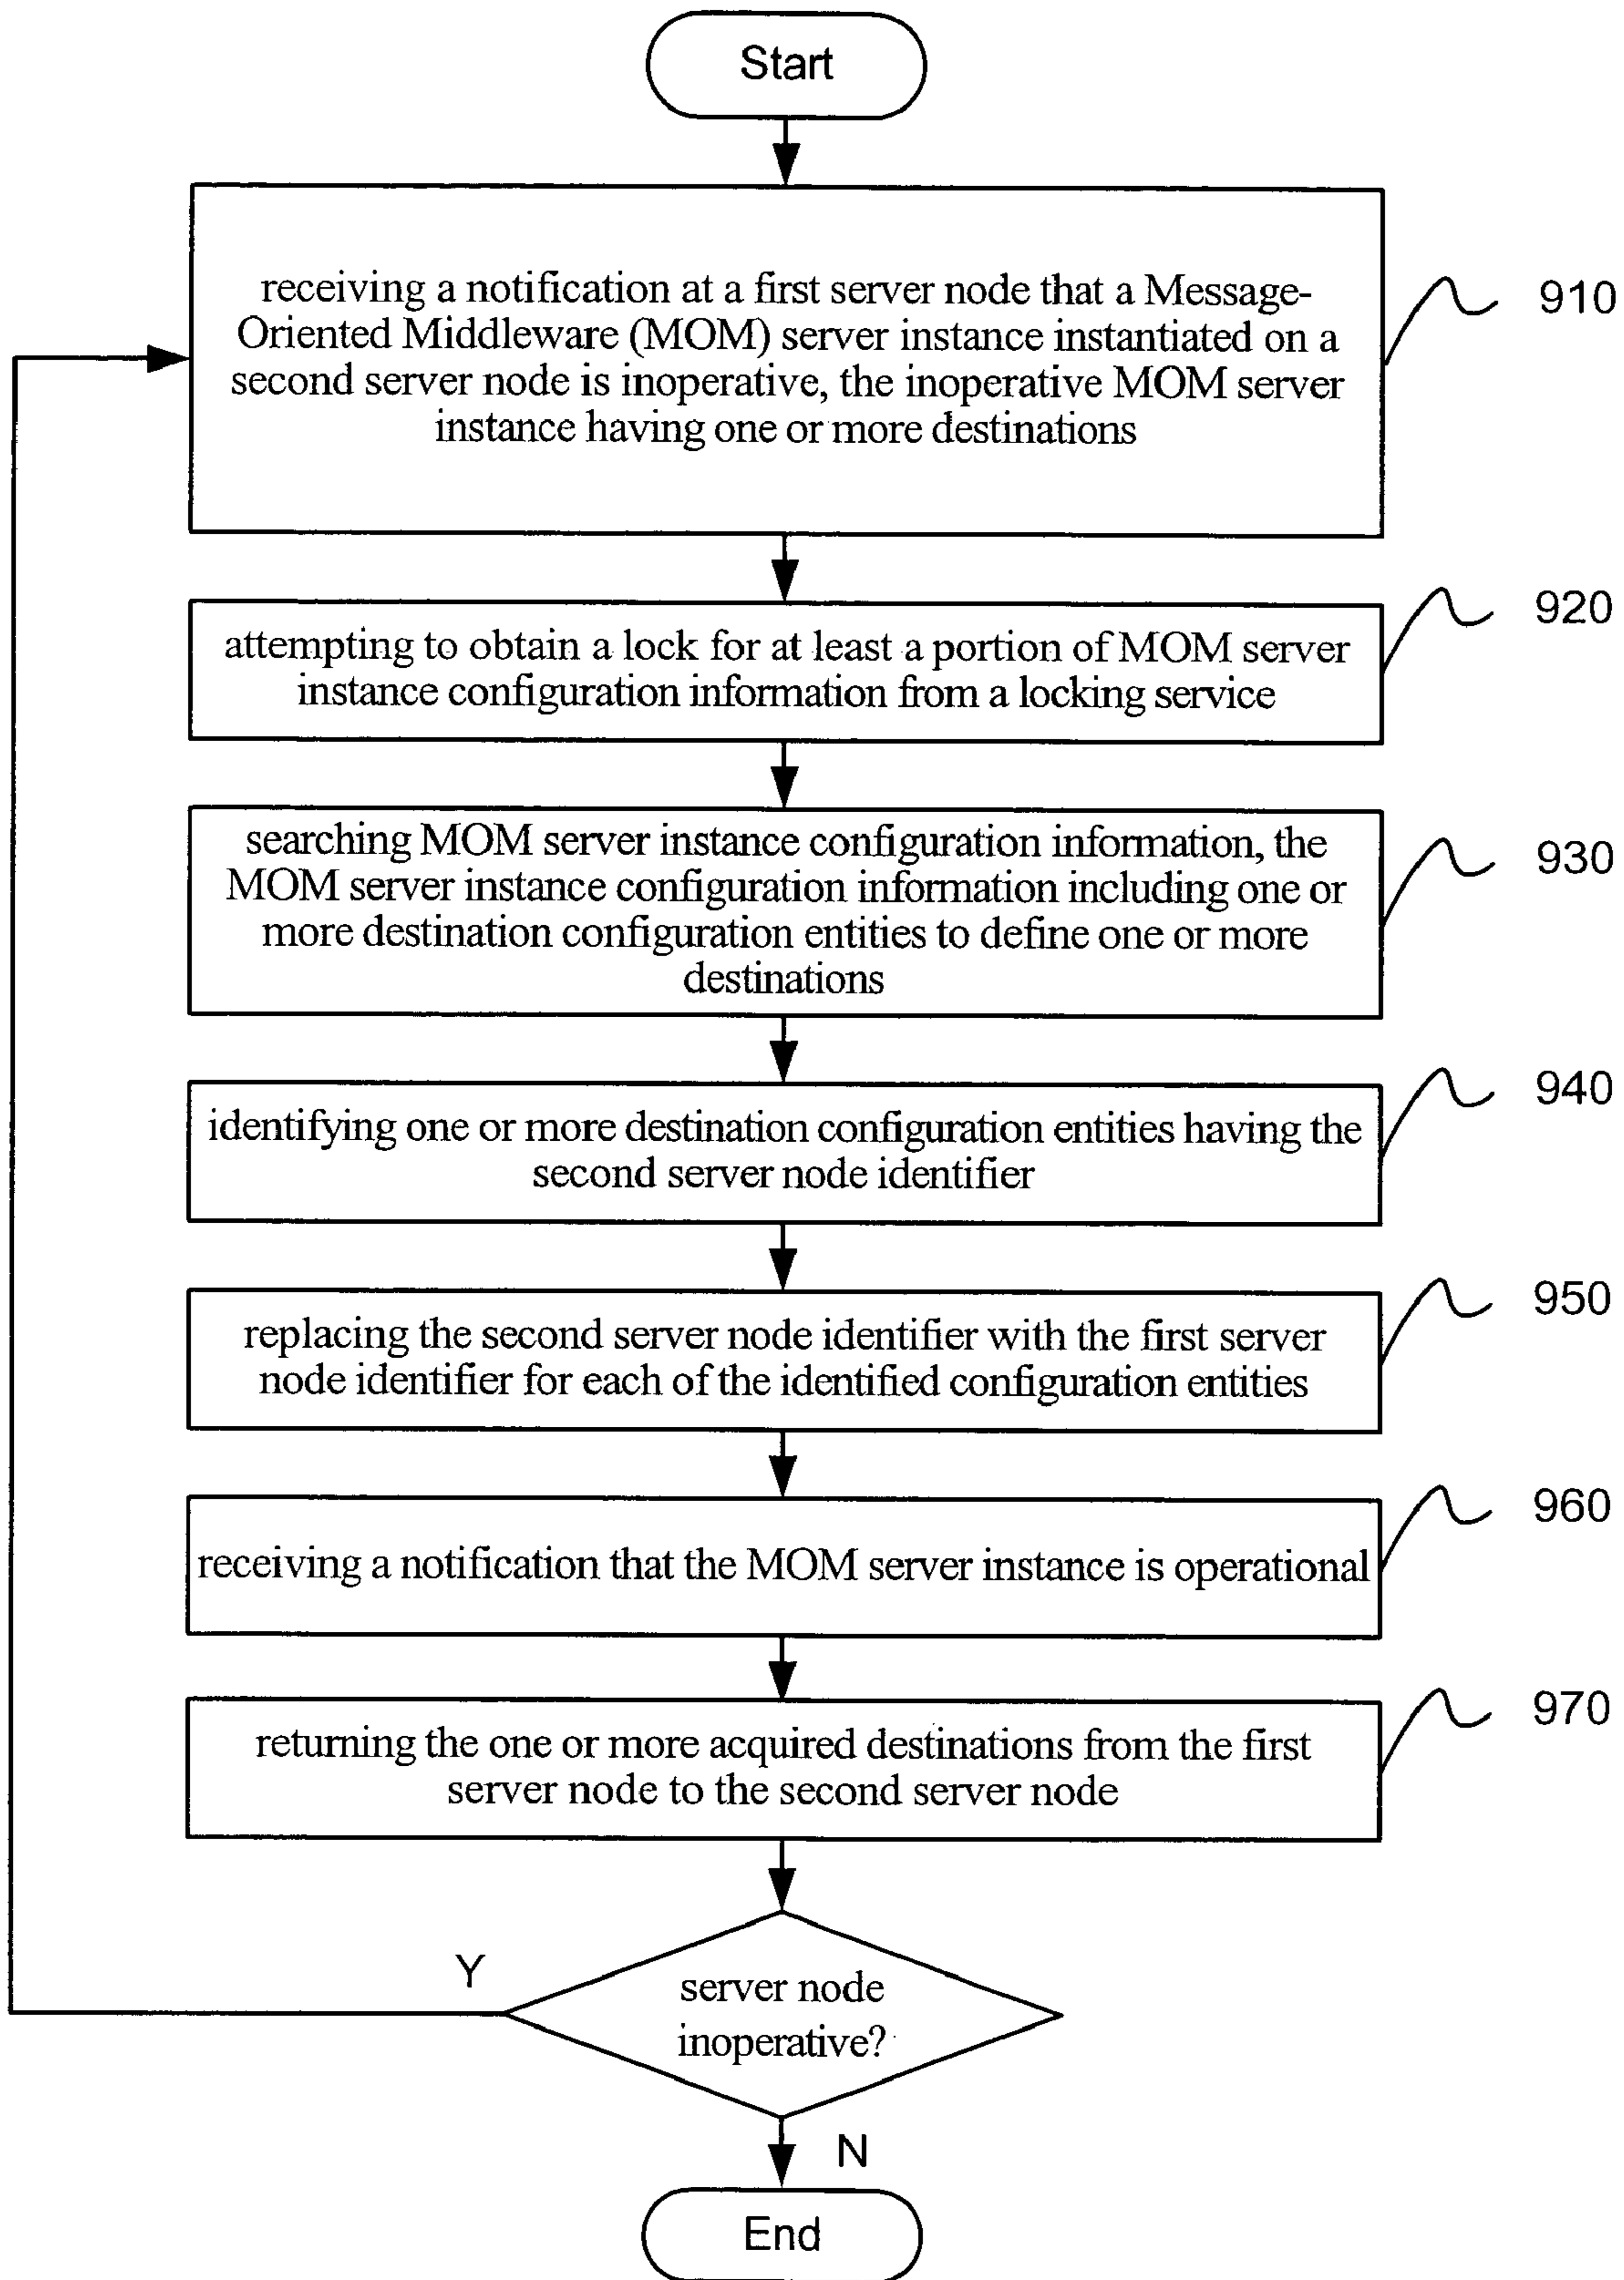 Start
receiving a notification at a first server node that a Message-
Oriented Middleware (MOM) server instance instantiated on a
second server node is inoperative, the inoperative MOM server
instance having one or more destinations
910
attempting to obtain a lock for at least a portion of MOM server
instance configuration information from a locking service
920
searching MOM server instance configuration information, the
MOM server instance configuration information including one or
more destination configuration entities to define one or more
destinations
930
identifying one or more destination configuration entities having the
second server node identifier
940
replacing the second server node identifier with the first server
node identifier for each of the identified configuration entities
950
receiving a notification that the MOM server instance is operational
960
returning the one or more acquired destinations from the first
server node to the second server node
970
Y
server node
inoperative?
N
End